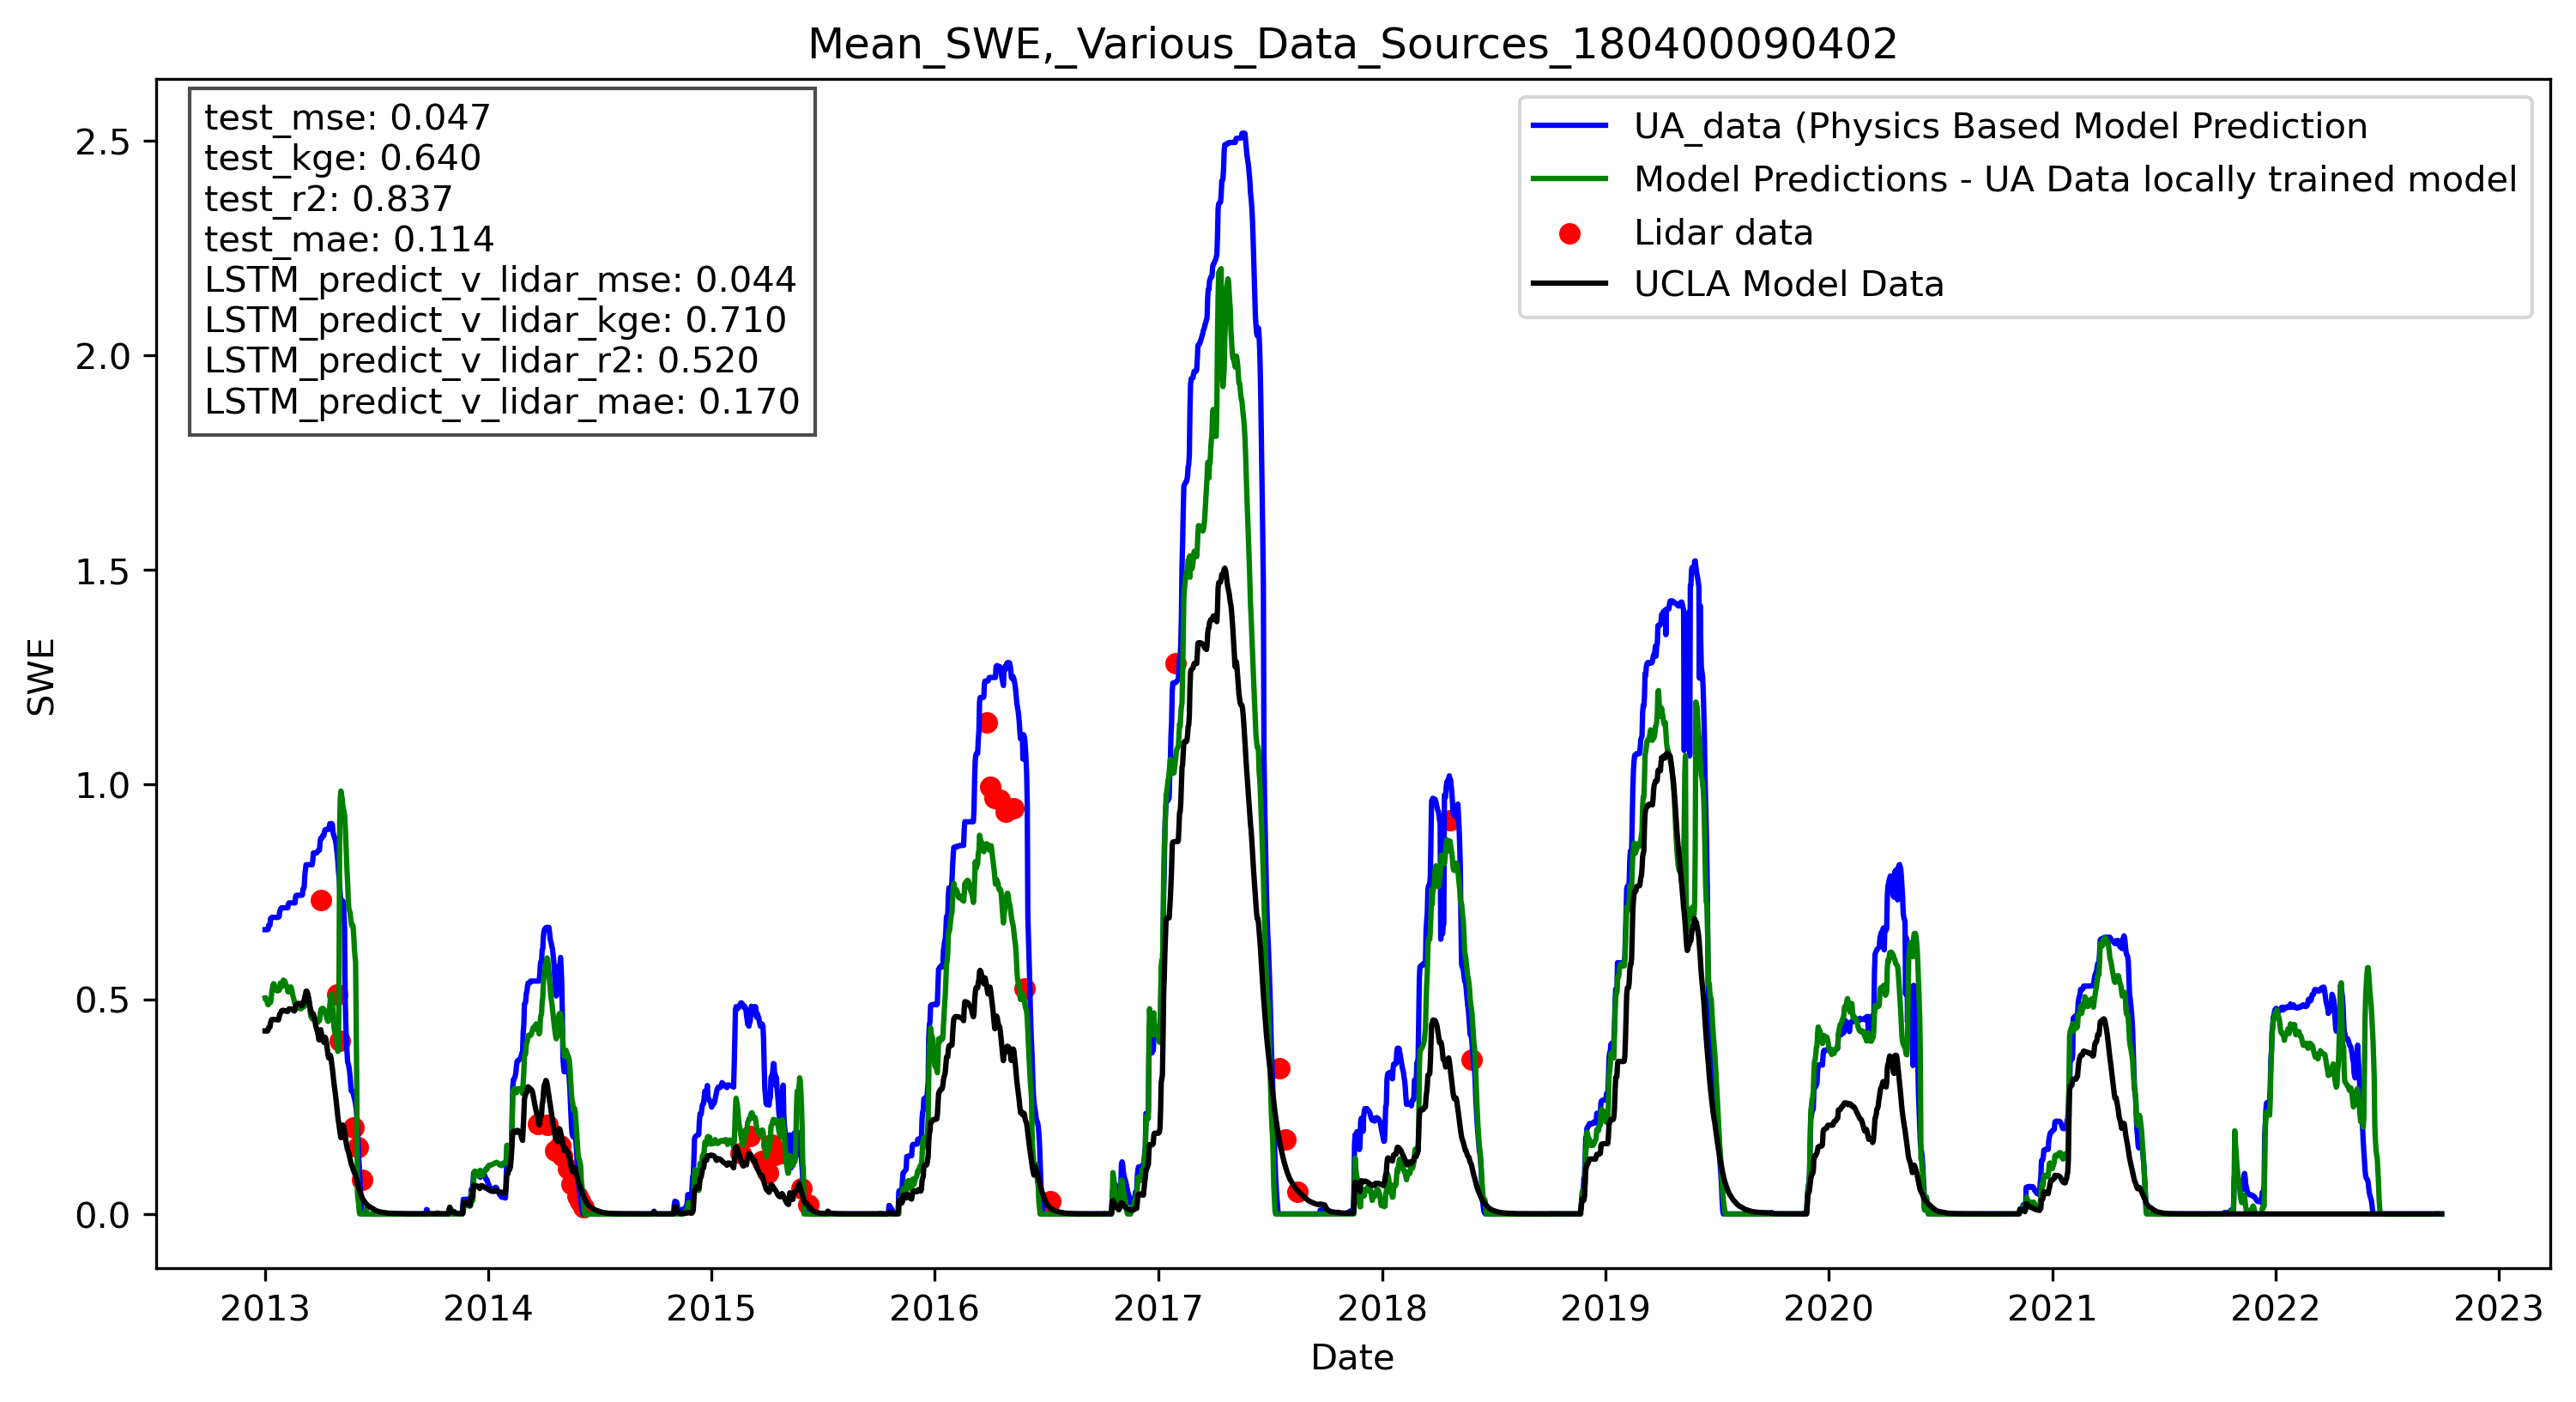 Mean_SWE,_Various_Data_Sources_180400090402
test_mse: 0.047
test_kge: 0.640
test_r2: 0.837
test_mae: 0.114
LSTM_predict_v_lidar_mse: 0.044
LSTM_predict_v_lidar_kge: 0.710
LSTM_predict_v_lidar_r2: 0.520
LSTM_predict_v_lidar_mae: 0.170
UA_data (Physics Based Model Prediction
Model Predictions - UA Data locally trained model
Lidar data
UCLA Model Data
2.5
2.0
1.5
1.0
0.5
0.0
SWE
2013 2014 2015 2016 2017 2018 2019 2020 2021 2022 2023
Date